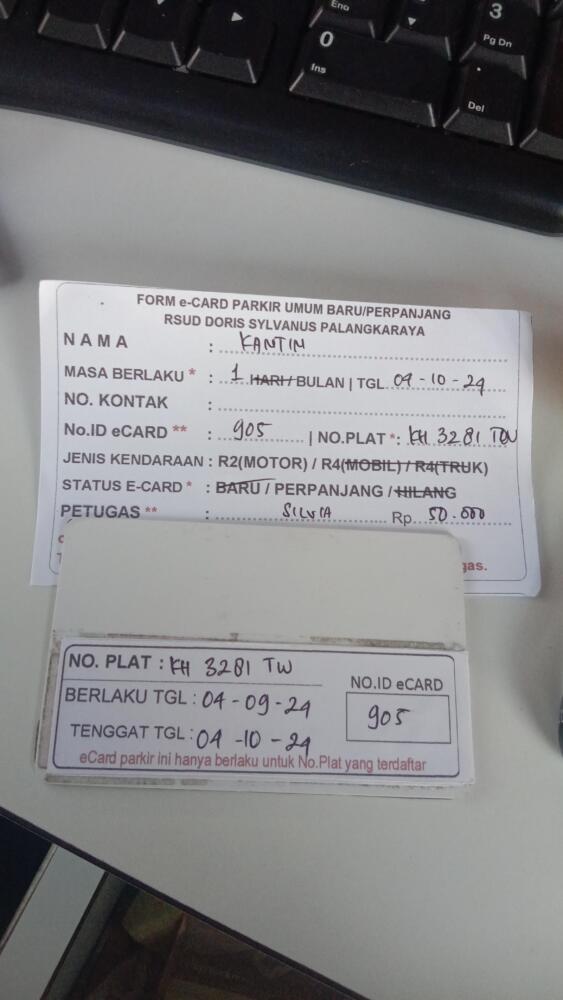 Eno
3
Pg Dn
0
Ins
.
Del
FORM e-CARD PARKIR UMUM BARU/PERPANJANG
RSUD DORIS SYLVANUS PALANGKARAYA
NAMA : KANTIN
MASA BERLAKU * : 1 HARI / BULAN | TGL 04-10-24
NO. KONTAK :
No.ID eCARD ** : 905 | NO.PLAT *: KH 3281 TW
JENIS KENDARAAN : R2(MOTOR) / R4(MOBIL) / R4(TRUK)
STATUS E-CARD * : BARU / PERPANJANG / HILANG
PETUGAS ** : SILVIA Rp. 50.000
gas.
NO. PLAT : KH 3281 TW
BERLAKU TGL : 04-09-24
TENGGAT TGL : 04-10-24
NO.ID eCARD
905
eCard parkir ini hanya berlaku untuk No.Plat yang terdaftar